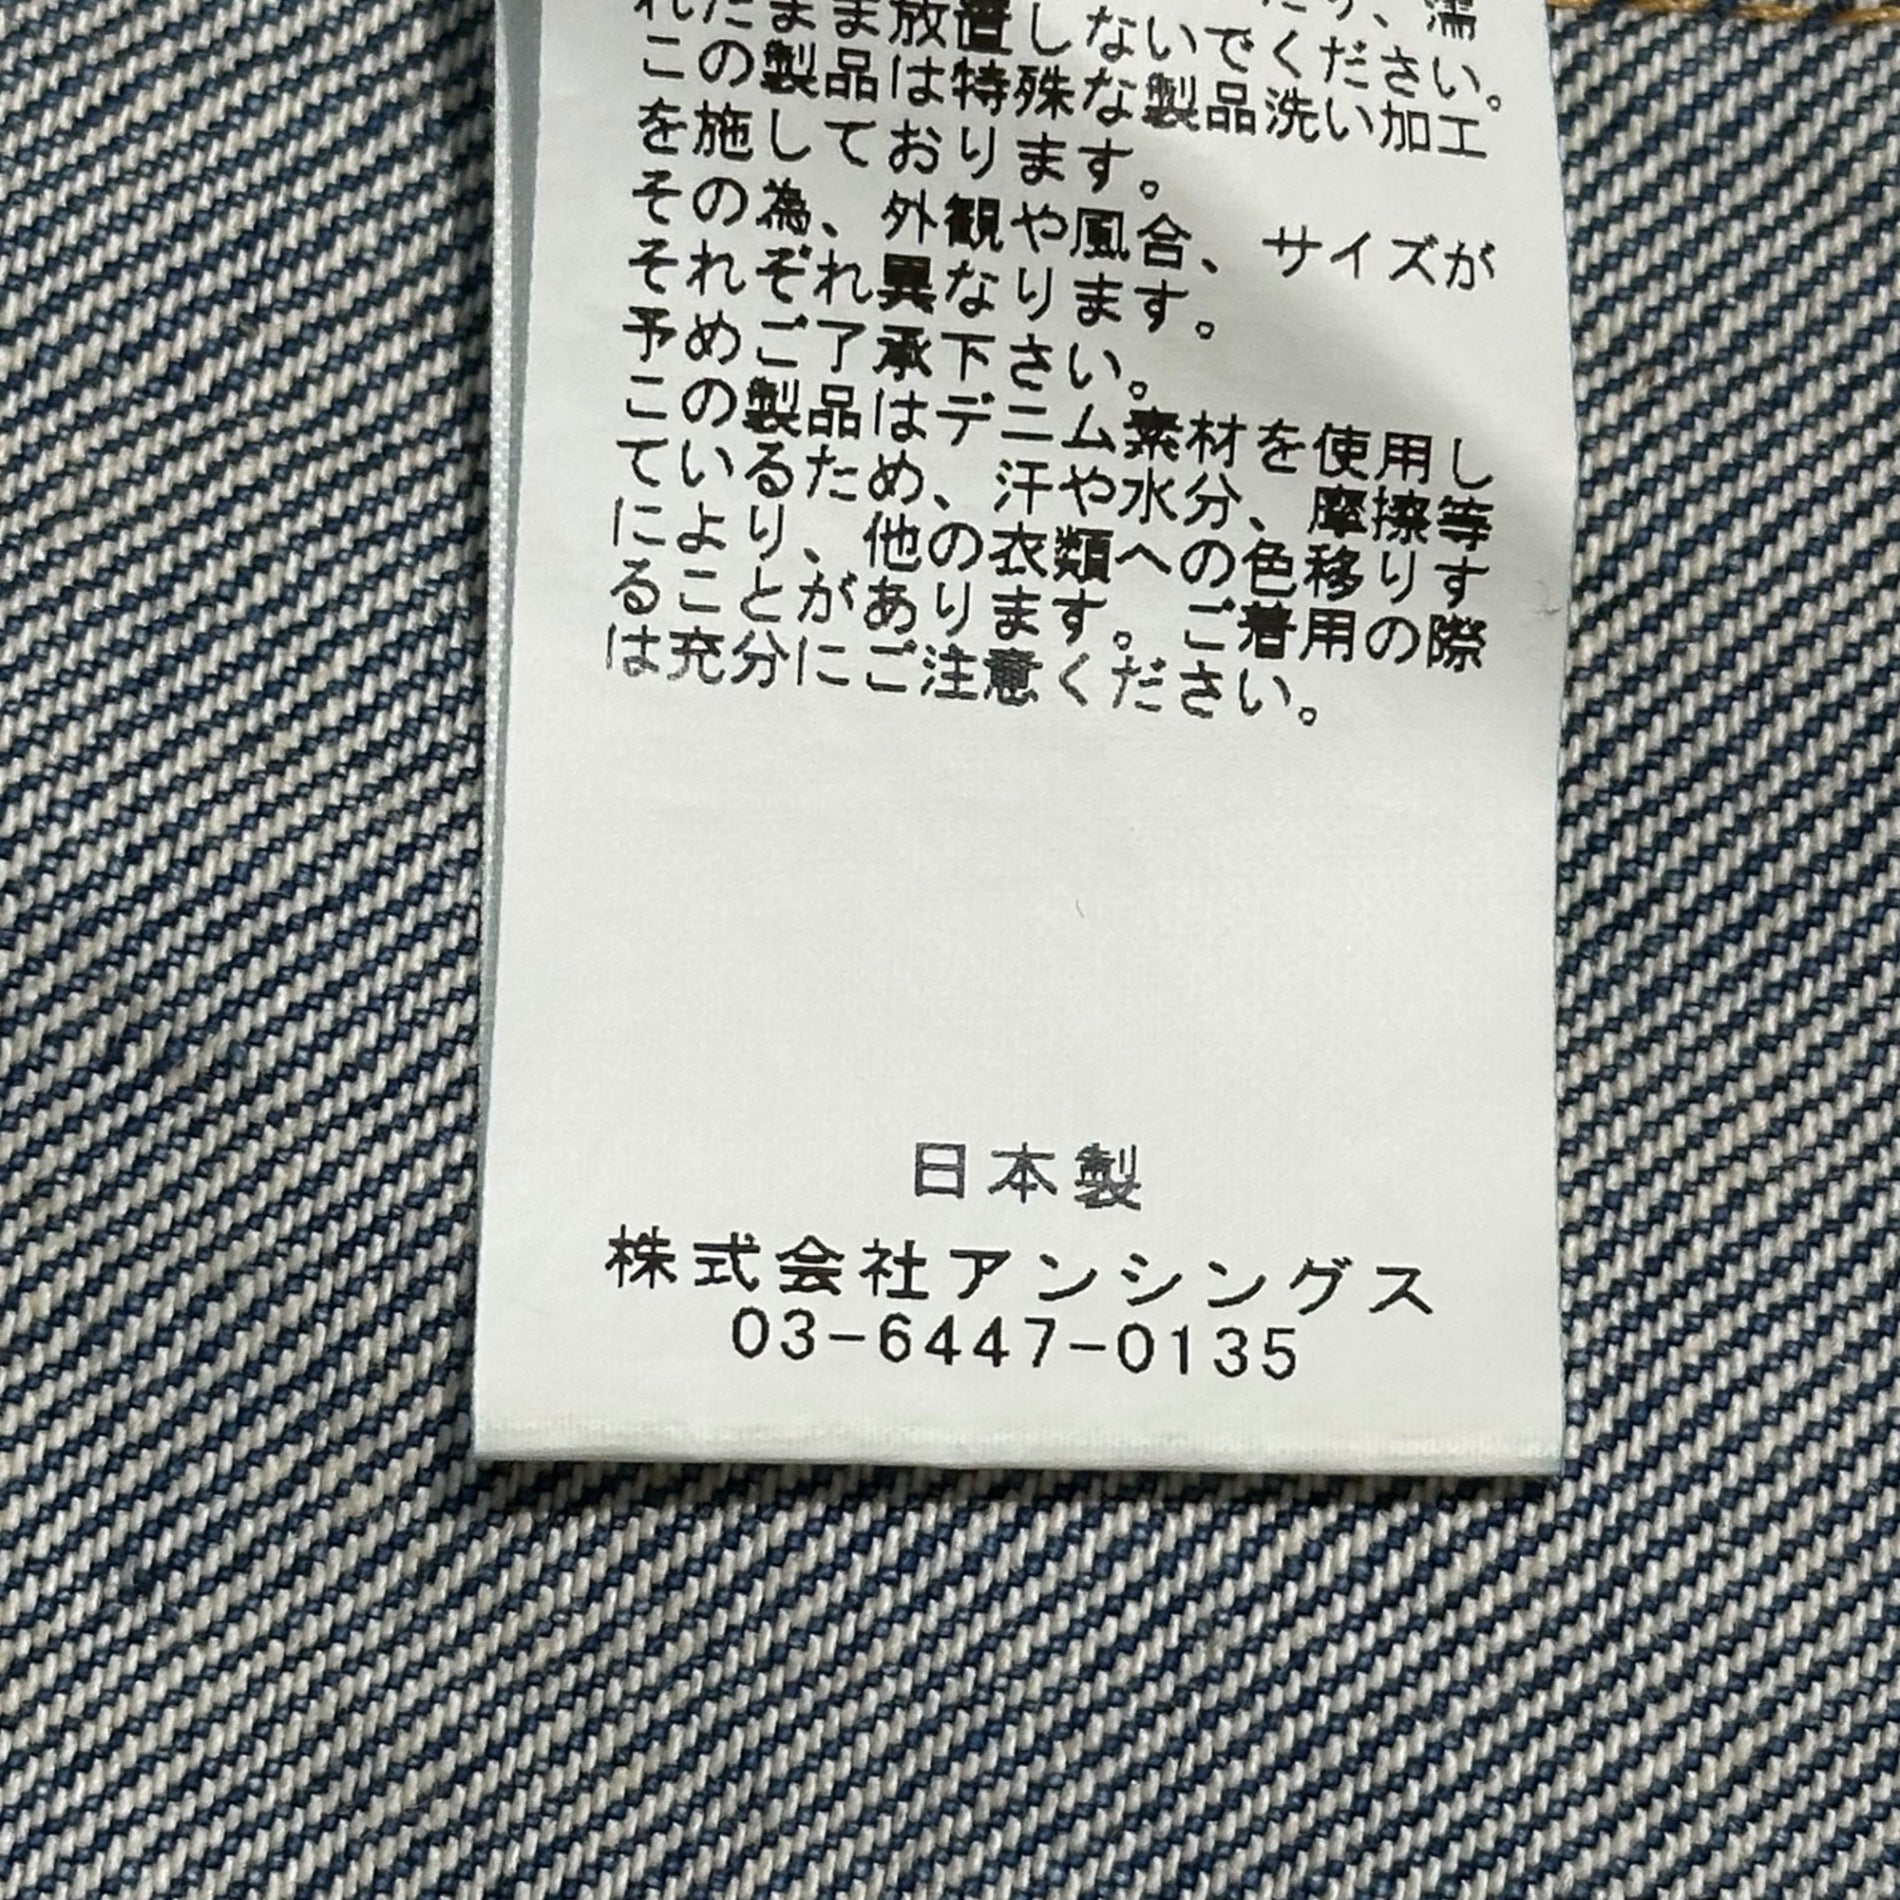 れたまま放置しないでください。
この製品は特殊な製品洗い加工
を施しております。
その為、外観や風合、サイズが
それぞれ異なります。
予めご了承下さい。
この製品はデニム素材を使用し
ているため、汗や水分、摩擦等
により、他の衣類への色移りす
ることがあります。ご着用の際
は充分にご注意ください。
日本製
株式会社アンシングス
03-6447-0135